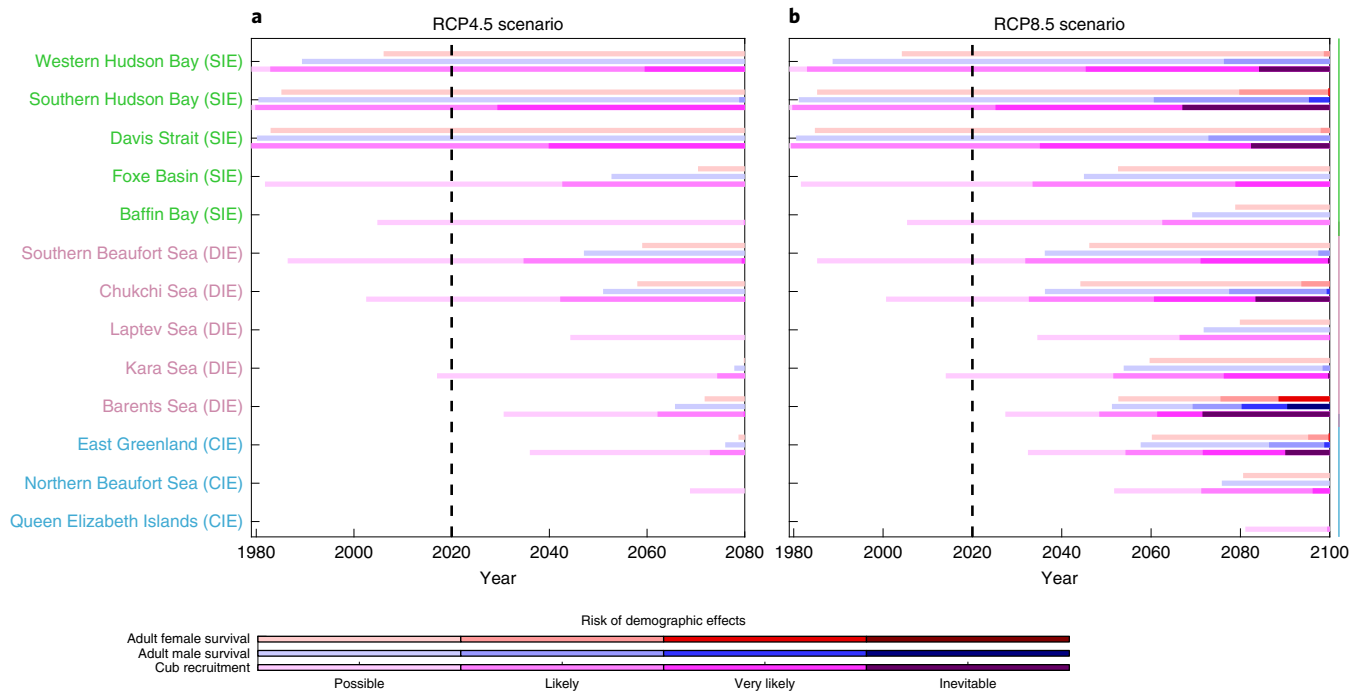 a
RCP4.5 scenario
b
RCP8.5 scenario
Western Hudson Bay (SIE)
Southern Hudson Bay (SIE)
Davis Strait (SIE)
Foxe Basin (SIE)
Baffin Bay (SIE)
Southern Beaufort Sea (DIE)
Chukchi Sea (DIE)
Laptev Sea (DIE)
Kara Sea (DIE)
Barents Sea (DIE)
East Greenland (CIE)
Northern Beaufort Sea (CIE)
Queen Elizabeth Islands (CIE)
1980 2000 2020 2040 2060 2080
1980 2000 2020 2040 2060 2080 2100
Year
Year
Risk of demographic effects
Adult female survival
Adult male survival
Cub recruitment
Possible Likely Very likely Inevitable